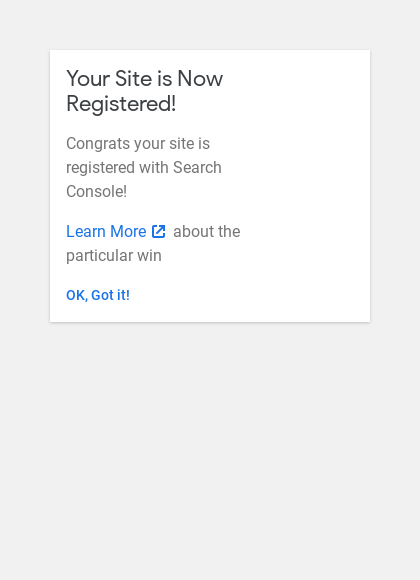 Your Site is Now
Registered!
Congrats your site is
registered with Search
Console!
Learn More about the
particular win
OK, Got it!